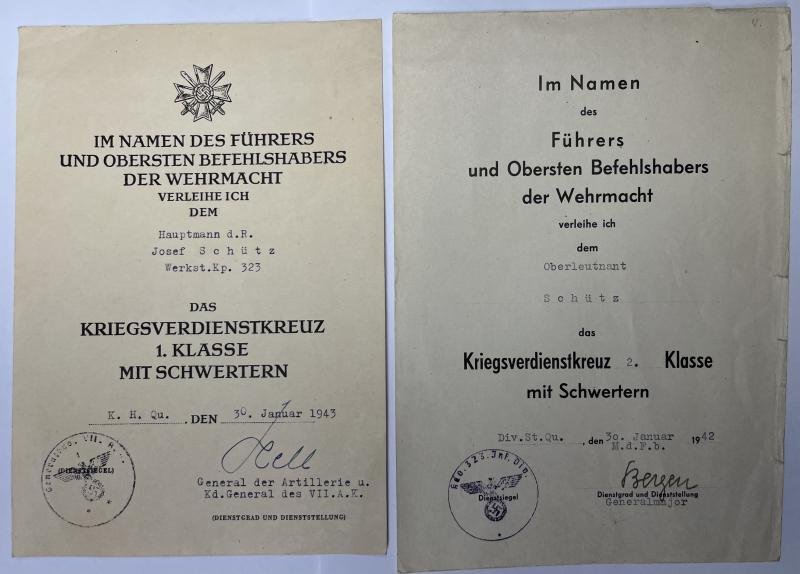 IM NAMEN DES FÜHRERS
UND OBERSTEN BEFEHLSHABERS
DER WEHRMACHT
VERLEIHE ICH
DEM
Hauptmann d.R.
Josef Schütz
Werkst.Kp. 323
DAS
KRIEGSVERDIENSTKREUZ
1. KLASSE
MIT SCHWERTERN
K. H. Qu. , DEN 30. Januar 1943
(DIENSTSIEGEL)
General der Artillerie u.
Kd.General des VII.A.K.
(DIENSTGRAD UND DIENSTSTELLUNG)
Im Namen
des
Führers
und Obersten Befehlshabers
der Wehrmacht
verleihe ich
dem
Oberleutnant
Schütz
das
Kriegsverdienstkreuz 2. Klasse
mit Schwertern
Div.St.Qu. , den 30. Januar 1942
M.d.F.b.
323. Inf. Div.
Dienstsiegel
Bergen
Dienstgrad und Dienststellung
Generalmajor